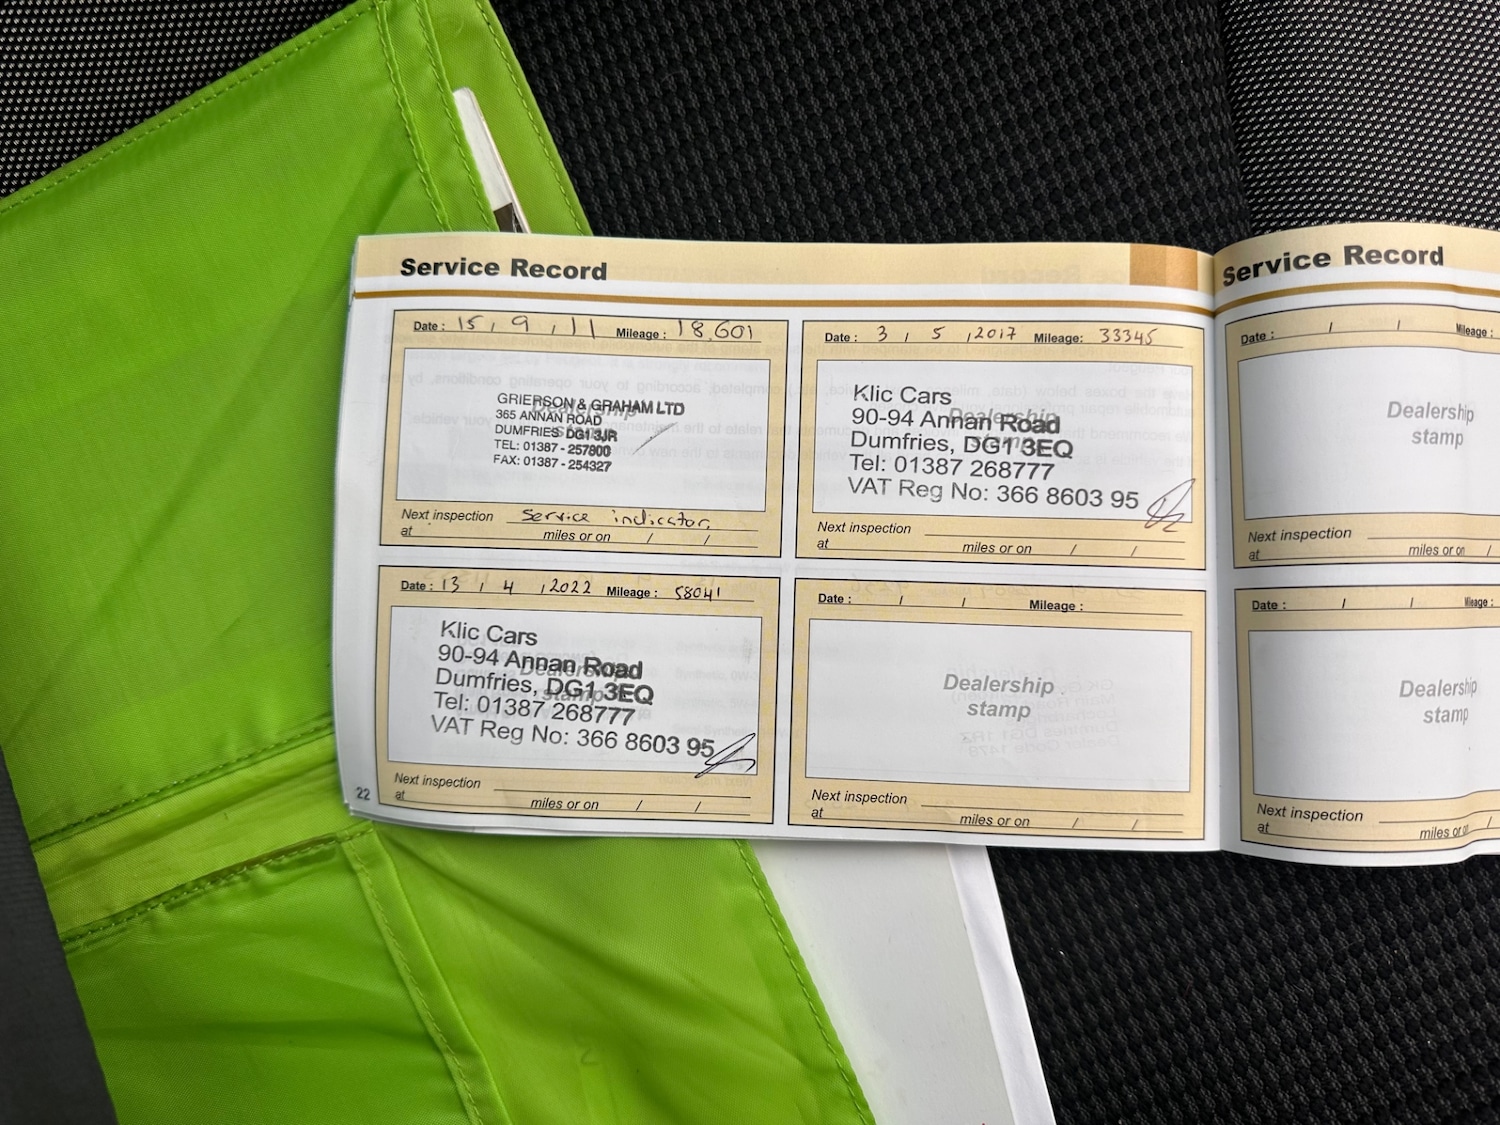 Service Record
Date : 15 / 9 / 11 Mileage : 18,601
Dealership
stamp
GRIERSON & GRAHAM LTD
365 ANNAN ROAD
DUMFRIES DG1 3JR
TEL: 01387 - 257800
FAX: 01387 - 254327
Next inspection Service indicator,
at miles or on / /
Date : 3 / 5 / 2017 Mileage: 33345
Dealership
stamp
Klic Cars
90-94 Annan Road
Dumfries, DG1 3EQ
Tel: 01387 268777
VAT Reg No: 366 8603 95
Next inspection
at miles or on / /
Date : 13 / 4 / 2022 Mileage : 58041
Dealership
stamp
Klic Cars
90-94 Annan Road
Dumfries, DG1 3EQ
Tel: 01387 268777
VAT Reg No: 366 8603 95
Next inspection
at miles or on / /
Date : / / Mileage :
Dealership
stamp
Next inspection
at miles or on / /
22
Service Record
Date : / / Mileage :
Dealership
stamp
Next inspection
at miles or on /
Date : / / Mileage :
Dealership
stamp
Next inspection
at miles or on /